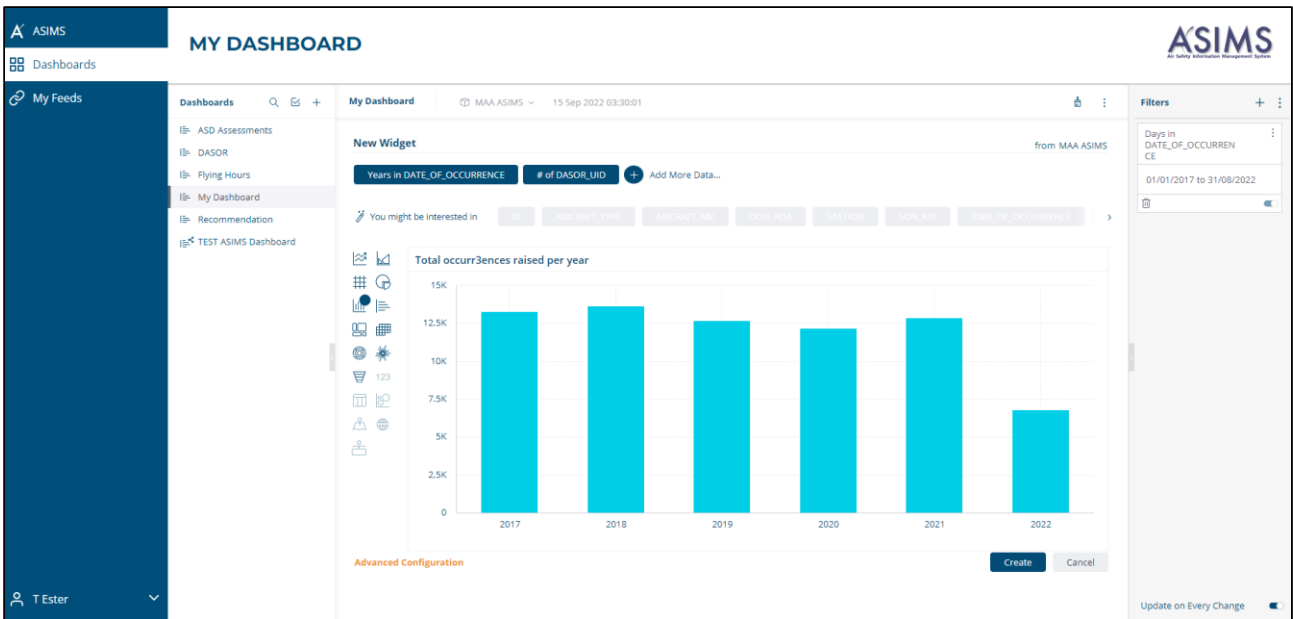 ASIMS
Dashboards
My Feeds
T Ester
MY DASHBOARD
ASIMS
Air Safety Information Management System
Dashboards
ASD Assessments
DASOR
Flying Hours
My Dashboard
Recommendation
TEST ASIMS Dashboard
My Dashboard MAA ASIMS 15 Sep 2022 03:30:01
New Widget from MAA ASIMS
Years in DATE_OF_OCCURRENCE # of DASOR_UID + Add More Data...
You might be interested in ID AIRCRAFT_TYPE AIRCRAFT_MK STATION TIME_OF_OCCURRENCE
123
Total occurr3ences raised per year
15K
12.5K
10K
7.5K
5K
2.5K
0
2017 2018 2019 2020 2021 2022
Advanced Configuration Create Cancel
Filters
Days in
DATE_OF_OCCURREN
CE
01/01/2017 to 31/08/2022
Update on Every Change